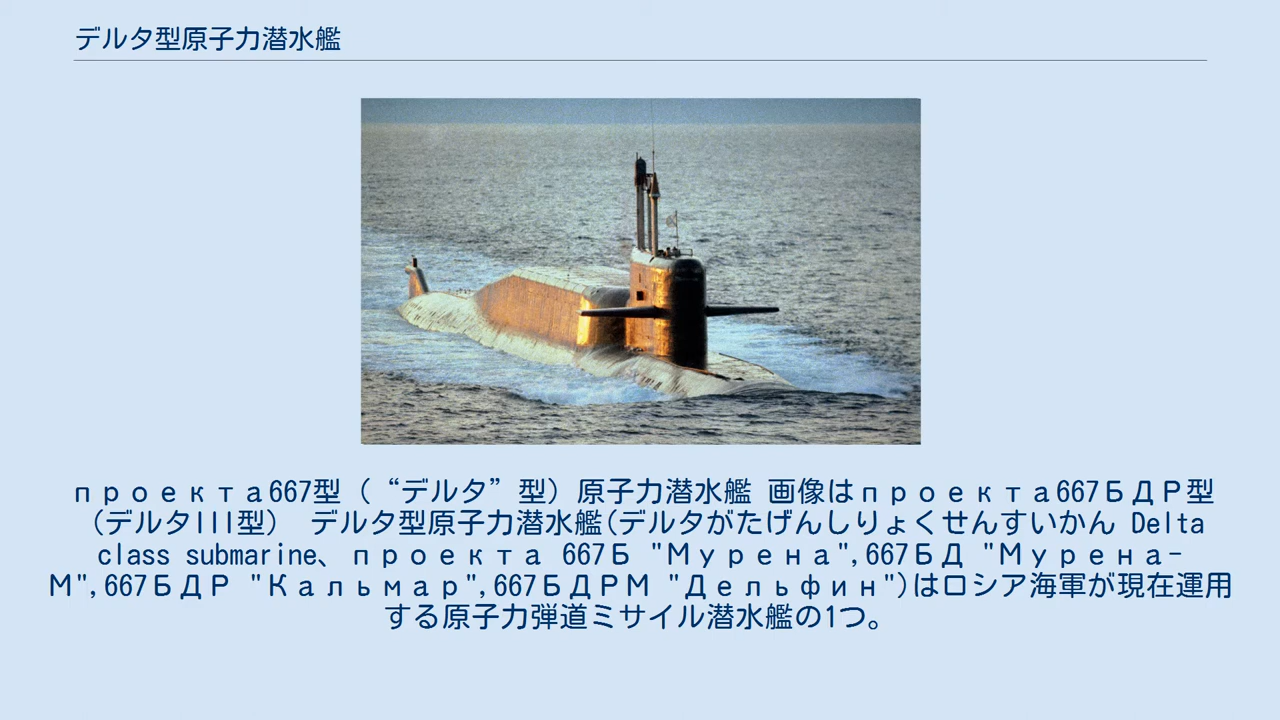 デルタ型原子力潜水艦
проекта667型（“デルタ”型）原子力潜水艦 画像はпроекта667БДР型
（デルタIII型） デルタ型原子力潜水艦(デルタがたげんしりょくせんすいかん Delta
class submarine、проекта 667Б "Мурена",667БД "Мурена-
М",667БДР "Кальмар",667БДРМ "Дельфин")はロシア海軍が現在運用
する原子力弾道ミサイル潜水艦の1つ。